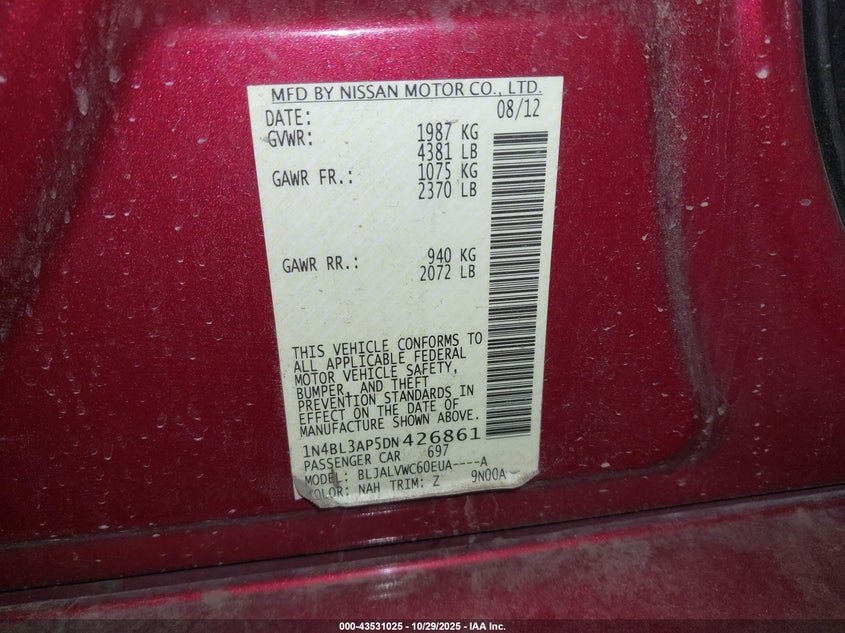 MFD BY NISSAN MOTOR CO., LTD.
DATE: 08/12
GVWR: 1987 KG
4381 LB
GAWR FR.: 1075 KG
2370 LB
GAWR RR.: 940 KG
2072 LB
THIS VEHICLE CONFORMS TO
ALL APPLICABLE FEDERAL
MOTOR VEHICLE SAFETY,
BUMPER, AND THEFT
PREVENTION STANDARDS IN
EFFECT ON THE DATE OF
MANUFACTURE SHOWN ABOVE.
1N4BL3AP5DN426861
PASSENGER CAR 697
MODEL: BLJALVWC60EUA----A
COLOR: NAH TRIM: Z 9N00A
000-43531025 | 10/29/2025 | IAA Inc.